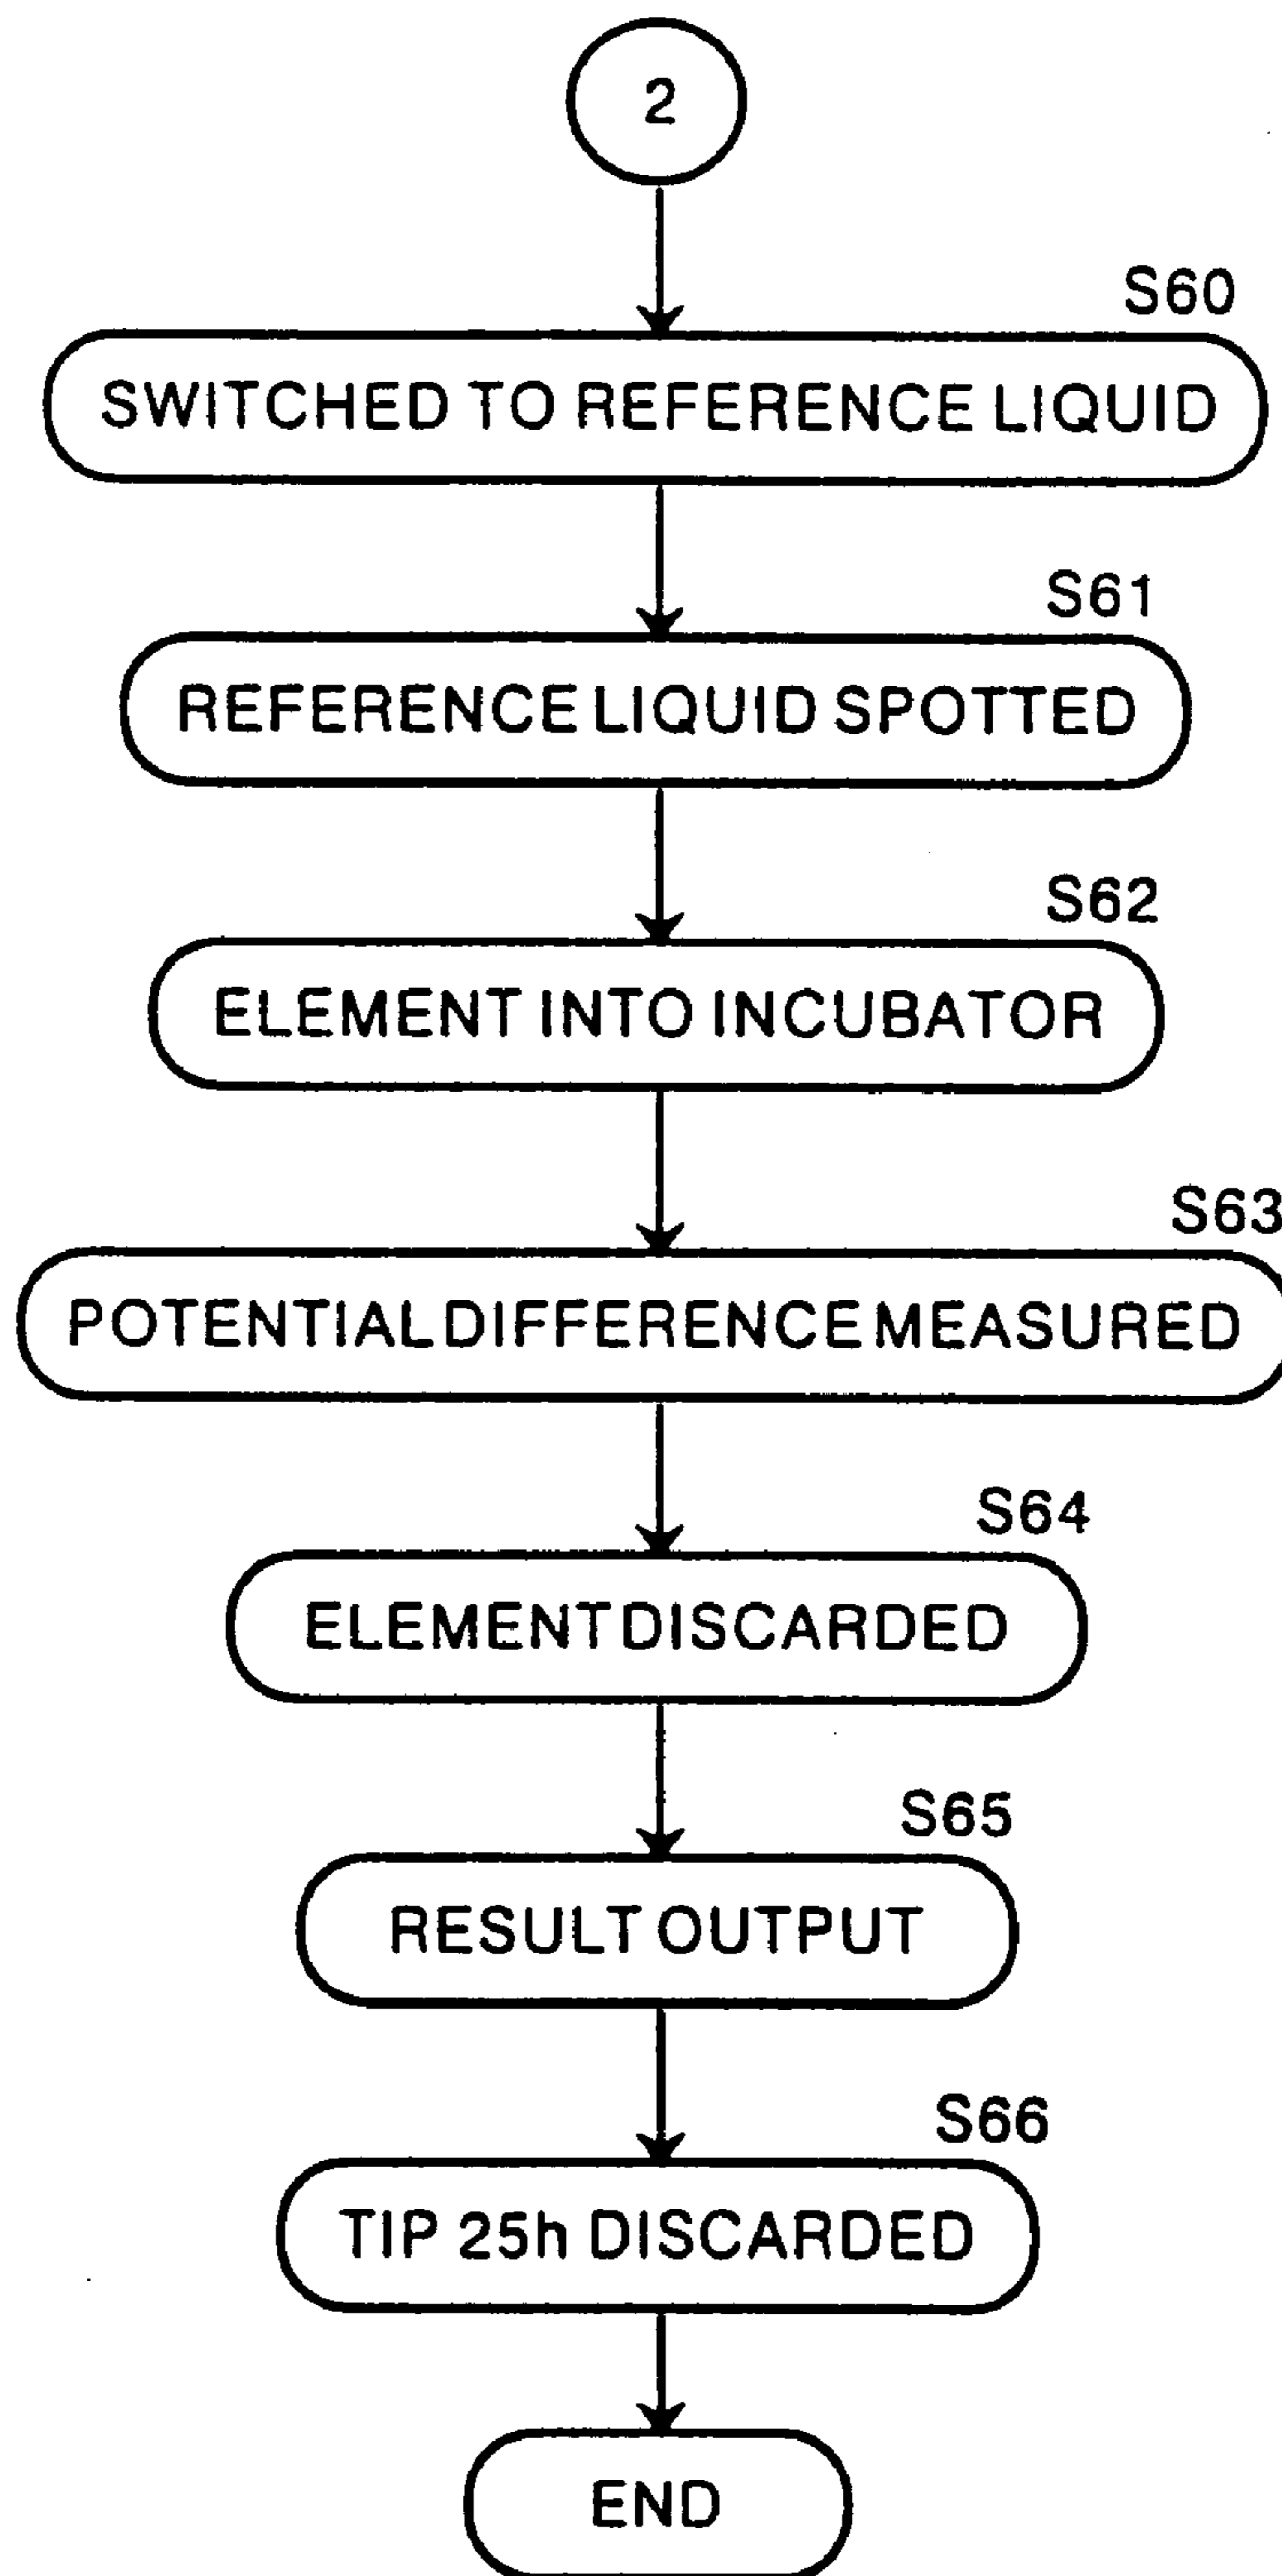 2
S60
SWITCHED TO REFERENCE LIQUID
S61
REFERENCE LIQUID SPOTTED
S62
ELEMENT INTO INCUBATOR
S63
POTENTIAL DIFFERENCE MEASURED
S64
ELEMENT DISCARDED
S65
RESULT OUTPUT
S66
TIP 25h DISCARDED
END